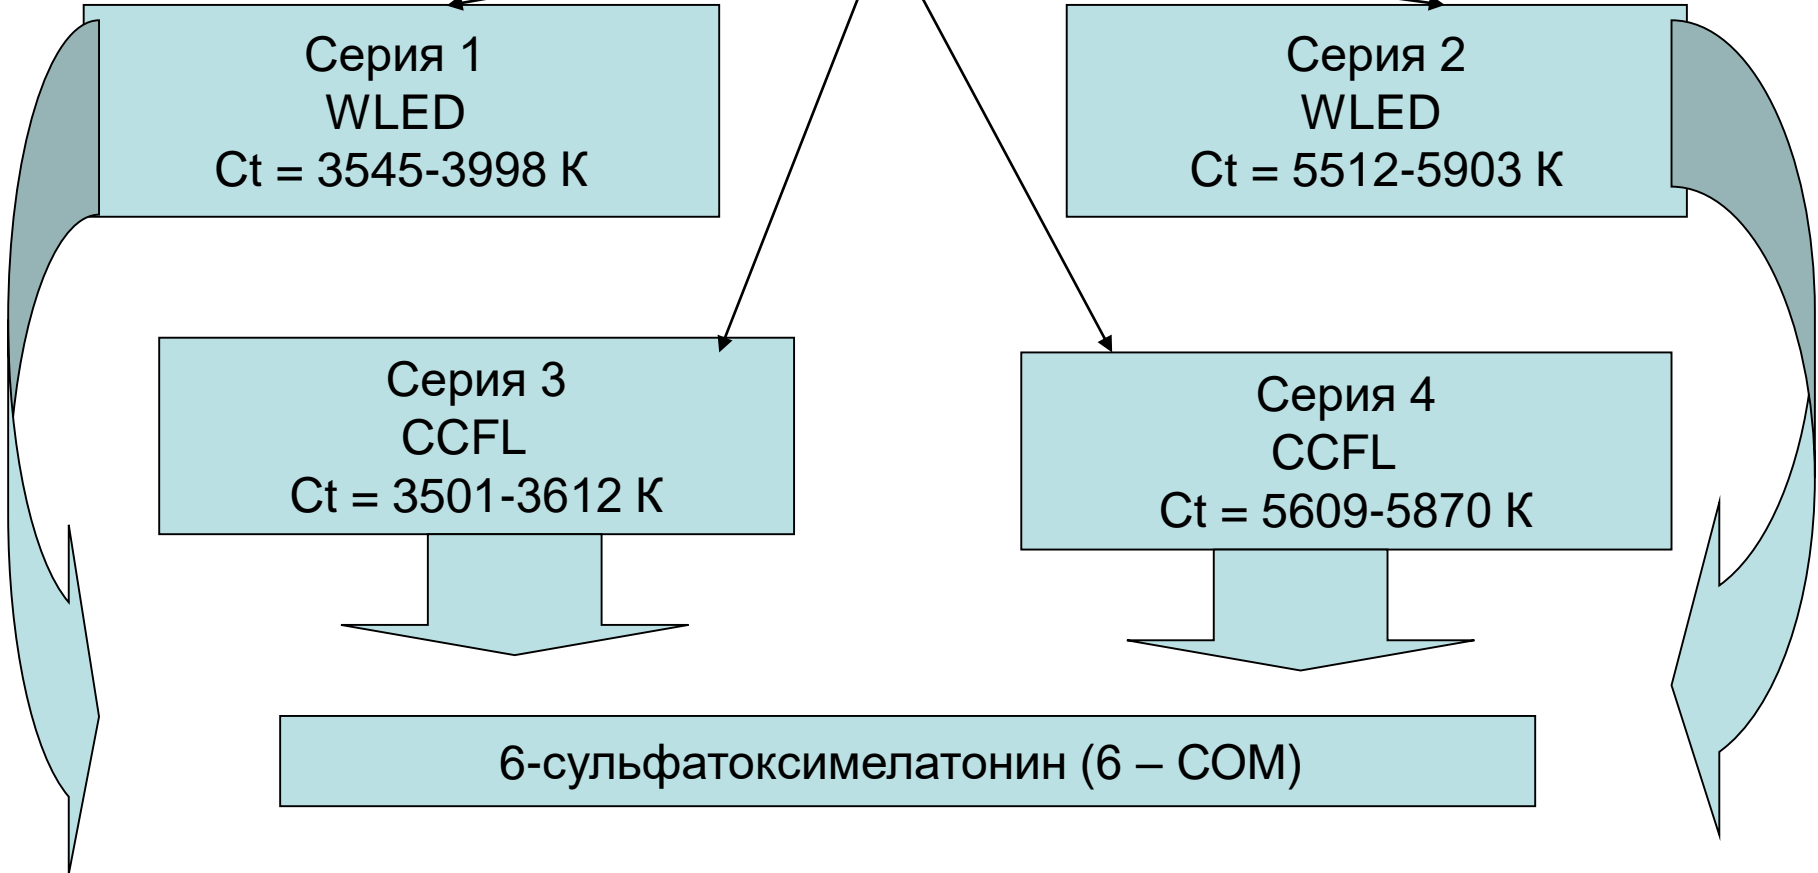 Серия 1
WLED
Ct = 3545-3998 К
Серия 2
WLED
Ct = 5512-5903 К
Серия 3
CCFL
Ct = 3501-3612 К
Серия 4
CCFL
Ct = 5609-5870 К
6-сульфатоксимелатонин (6 – СОМ)